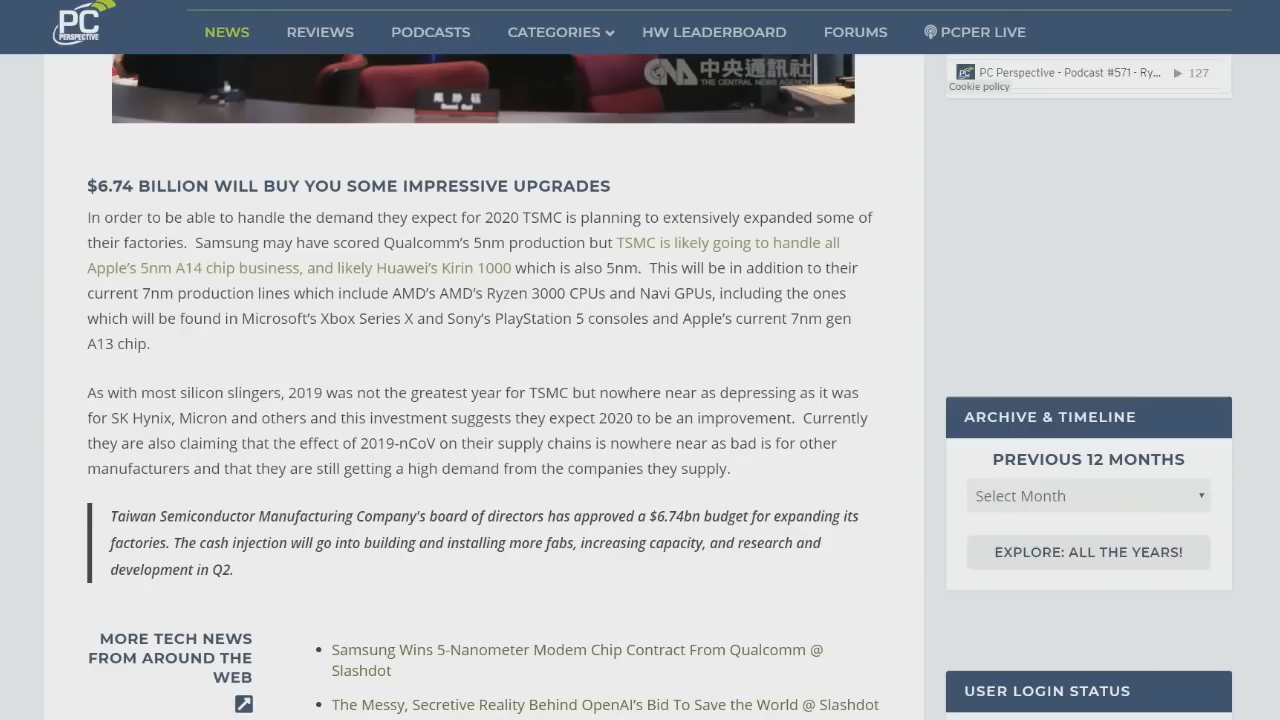 PC
PERSPECTIVE
NEWS
REVIEWS
PODCASTS
CATEGORIES
HW LEADERBOARD
FORUMS
PCPER LIVE
中央通訊社
THE CENTRAL NEWS AGENCY
戴靜鈺
PC Perspective - Podcast #571 - Ry...
127
Cookie policy
$6.74 BILLION WILL BUY YOU SOME IMPRESSIVE UPGRADES
In order to be able to handle the demand they expect for 2020 TSMC is planning to extensively expanded some of
their factories. Samsung may have scored Qualcomm's 5nm production but TSMC is likely going to handle all
Apple's 5nm A14 chip business, and likely Huawei's Kirin 1000 which is also 5nm. This will be in addition to their
current 7nm production lines which include AMD's AMD's Ryzen 3000 CPUs and Navi GPUs, including the ones
which will be found in Microsoft's Xbox Series X and Sony's PlayStation 5 consoles and Apple's current 7nm gen
A13 chip.
As with most silicon slingers, 2019 was not the greatest year for TSMC but nowhere near as depressing as it was
for SK Hynix, Micron and others and this investment suggests they expect 2020 to be an improvement. Currently
they are also claiming that the effect of 2019-nCoV on their supply chains is nowhere near as bad is for other
manufacturers and that they are still getting a high demand from the companies they supply.
Taiwan Semiconductor Manufacturing Company's board of directors has approved a $6.74bn budget for expanding its
factories. The cash injection will go into building and installing more fabs, increasing capacity, and research and
development in Q2.
MORE TECH NEWS
FROM AROUND THE
WEB
Samsung Wins 5-Nanometer Modem Chip Contract From Qualcomm @
Slashdot
The Messy, Secretive Reality Behind OpenAI's Bid To Save the World @ Slashdot
ARCHIVE & TIMELINE
PREVIOUS 12 MONTHS
Select Month
EXPLORE: ALL THE YEARS!
USER LOGIN STATUS